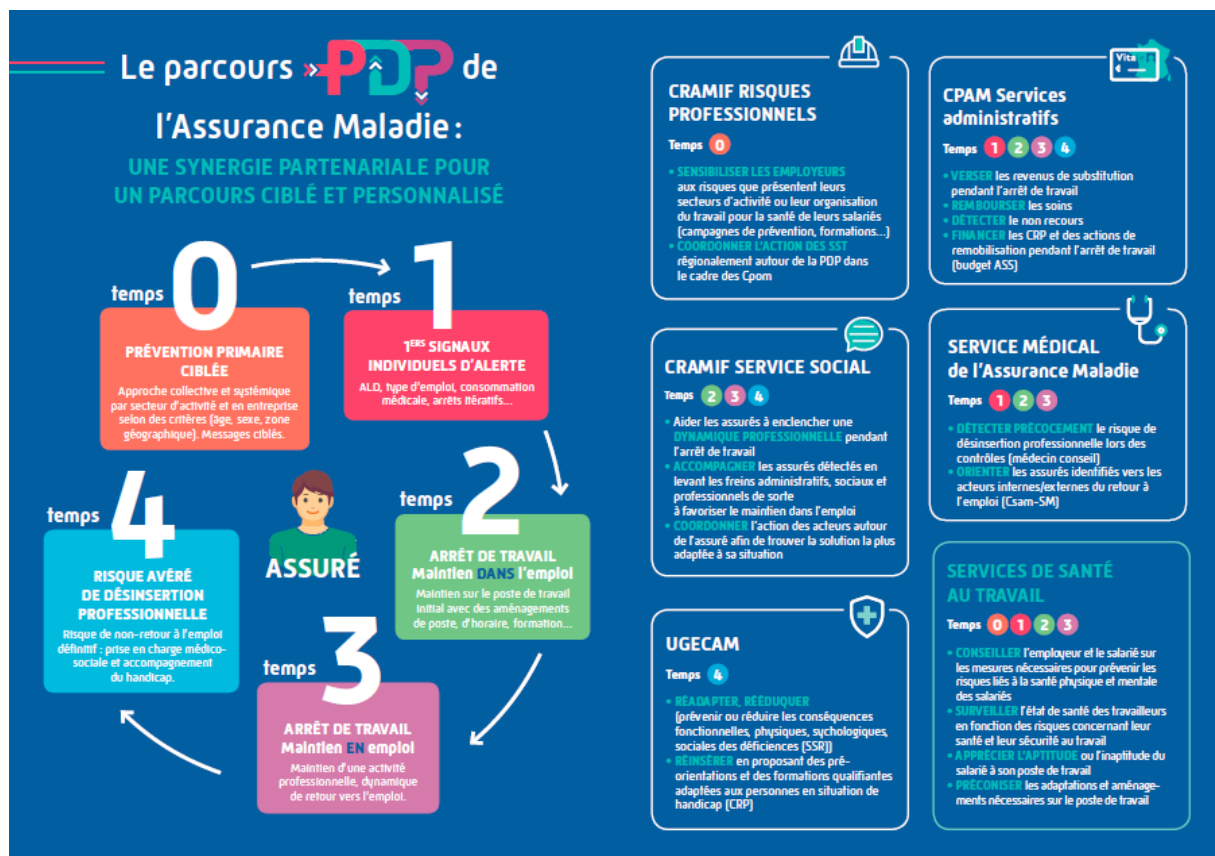 Le parcours PDP de
l'Assurance Maladie :
UNE SYNERGIE PARTENARIALE POUR
UN PARCOURS CIBLÉ ET PERSONNALISÉ
temps 0
PRÉVENTION PRIMAIRE
CIBLÉE
Approche collective et systémique
par secteur d'activité et en entreprise
selon des critères (âge, sexe, zone
géographique). Messages ciblés.
temps 1
1ERS SIGNAUX
INDIVIDUELS D'ALERTE
ALD, type d'emploi, consommation
médicale, arrêts itératifs...
temps 2
ARRÊT DE TRAVAIL
Maintien DANS l'emploi
Maintien sur le poste de travail
initial avec des aménagements
de poste, d'horaire, formation...
temps 3
ARRÊT DE TRAVAIL
Maintien EN emploi
Maintien d'une activité
professionnelle, dynamique
de retour vers l'emploi.
temps 4
RISQUE AVÉRÉ
DE DÉSINSERTION
PROFESSIONNELLE
Risque de non-retour à l'emploi
définitif : prise en charge médico-
sociale et accompagnement
du handicap.
ASSURÉ
CRAMIF RISQUES
PROFESSIONNELS
Temps 0
• SENSIBILISER LES EMPLOYEURS
aux risques que présentent leurs
secteurs d'activité ou leur organisation
du travail pour la santé de leurs salariés
(campagnes de prévention, formations...)
• COORDONNER L'ACTION DES SST
régionalement autour de la PDP dans
le cadre des Cpom
CRAMIF SERVICE SOCIAL
Temps 2 3 4
• Aider les assurés à enclencher une
DYNAMIQUE PROFESSIONNELLE pendant
l'arrêt de travail
• ACCOMPAGNER les assurés détectés en
levant les freins administratifs, sociaux et
professionnels de sorte
à favoriser le maintien dans l'emploi
• COORDONNER l'action des acteurs autour
de l'assuré afin de trouver la solution la plus
adaptée à sa situation
UGECAM
Temps 4
• RÉADAPTER, RÉÉDUQUER
(prévenir ou réduire les conséquences
fonctionnelles, physiques, sychologiques,
sociales des déficiences (SSR))
• RÉINSÉRER en proposant des pré-
orientations et des formations qualifiantes
adaptées aux personnes en situation de
handicap (CRP)
Vita
CPAM Services
administratifs
Temps 1 2 3 4
• VERSER les revenus de substitution
pendant l'arrêt de travail
• REMBOURSER les soins
• DÉTECTER le non recours
• FINANCER les CRP et des actions de
remobilisation pendant l'arrêt de travail
(budget ASS)
SERVICE MÉDICAL
de l'Assurance Maladie
Temps 1 2 3
• DÉTECTER PRÉCOCEMENT le risque de
désinsertion professionnelle lors des
contrôles (médecin conseil)
• ORIENTER les assurés identifiés vers les
acteurs internes/externes du retour à
l'emploi (Csam-SM)
SERVICES DE SANTÉ
AU TRAVAIL
Temps 0 1 2 3
• CONSEILLER l'employeur et le salarié sur
les mesures nécessaires pour prévenir les
risques liés à la santé physique et mentale
des salariés
• SURVEILLER l'état de santé des travailleurs
en fonction des risques concernant leur
santé et leur sécurité au travail
• APPRÉCIER L'APTITUDE ou l'inaptitude du
salarié à son poste de travail
• PRÉCONISER les adaptations et aménage-
ments nécessaires sur le poste de travail